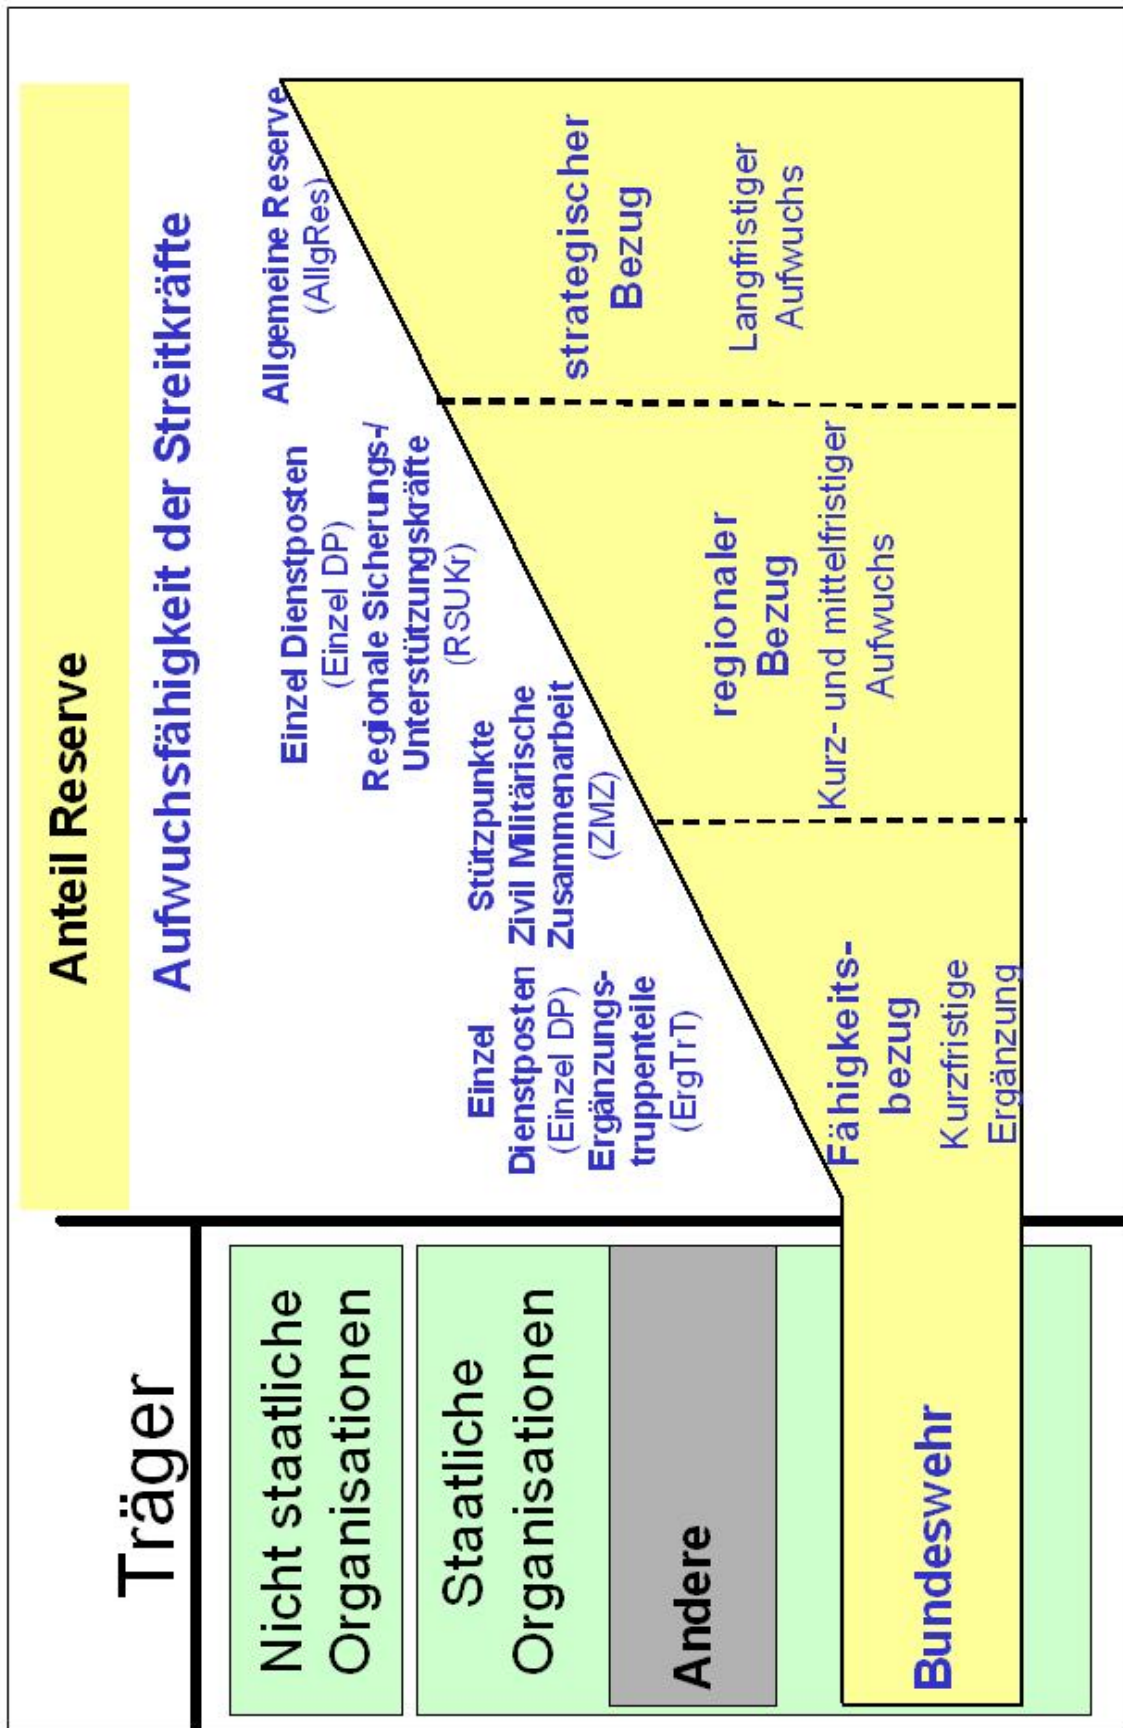 Anteil Reserve
Träger
Aufwuchsfähigkeit der Streitkräfte
Nicht staatliche
Organisationen
Staatliche
Organisationen
Andere
Bundeswehr
Einzel
Dienstposten
(Einzel DP)
Ergänzungs-
truppenteile
(ErgTrT)
Stützpunkte
Zivil Militärische
Zusammenarbeit
(ZMZ)
Einzel Dienstposten
(Einzel DP)
Regionale Sicherungs-/
Unterstützungskräfte
(RSUKr)
Allgemeine Reserve
(AllgRes)
Fähigkeits-
bezug
Kurzfristige
Ergänzung
regionaler
Bezug
Kurz- und mittelfristiger
Aufwuchs
strategischer
Bezug
Langfristiger
Aufwuchs